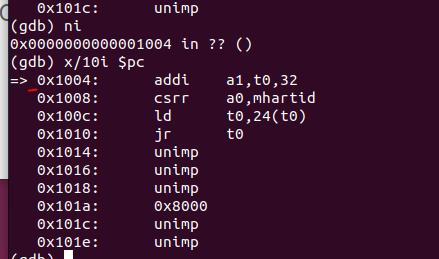 0x101c: unimp
(gdb) ni
0x0000000000001004 in ?? ()
(gdb) x/10i $pc
=> 0x1004: addi a1,t0,32
0x1008: csrr a0,mhartid
0x100c: ld t0,24(t0)
0x1010: jr t0
0x1014: unimp
0x1016: unimp
0x1018: unimp
0x101a: 0x8000
0x101c: unimp
0x101e: unimp
(gdb)